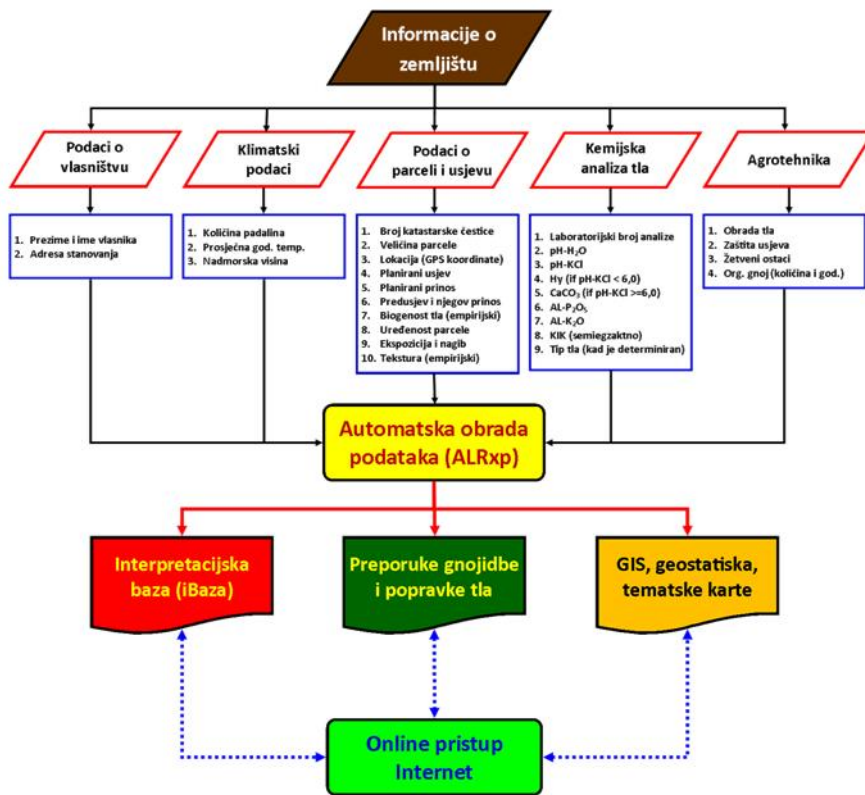 Informacije o
zemljištu
Podaci o
vlasništvu
Klimatski
podaci
Podaci o
parceli i usjevu
Kemijska
analiza tla
Agrotehnika
1. Prezime i ime vlasnika
2. Adresa stanovanja
1. Količina padalina
2. Prosječna god. temp.
3. Nadmorska visina
1. Broj katastarske čestice
2. Veličina parcele
3. Lokacija (GPS koordinate)
4. Planirani usjev
5. Planirani prinos
6. Predusjev i njegov prinos
7. Biogenost tla (empirijski)
8. Uređenost parcele
9. Ekspozicija i nagib
10. Tekstura (empirijski)
1. Laboratorijski broj analize
2. pH-H₂O
3. pH-KCl
4. Hy (if pH-KCl < 6,0)
5. CaCO₃ (if pH-KCl >=6,0)
6. AL-P₂O₅
7. AL-K₂O
8. KIK (semiegzaktno)
9. Tip tla (kad je determiniran)
1. Obrada tla
2. Zaštita usjeva
3. Žetveni ostaci
4. Org. gnoj (količina i god.)
Automatska obrada
podataka (ALRxp)
Interpretacijska
baza (iBaza)
Preporuke gnojidbe
i popravke tla
GIS, geostatiska,
tematske karte
Online pristup
Internet